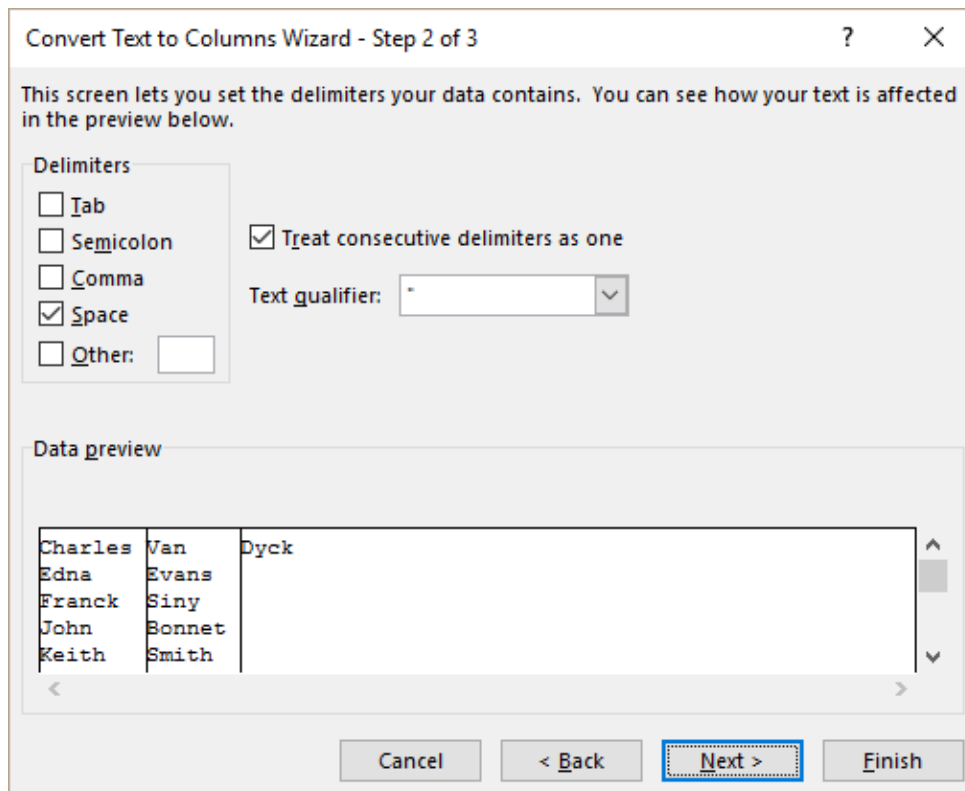 Convert Text to Columns Wizard - Step 2 of 3 ?
This screen lets you set the delimiters your data contains. You can see how your text is affected
in the preview below.
Delimiters
Tab
Semicolon
Comma
Space
Other:
Treat consecutive delimiters as one
Text qualifier: "
Data preview
Charles Van Dyck
Edna Evans
Franck Siny
John Bonnet
Keith Smith
Cancel < Back Next > Finish